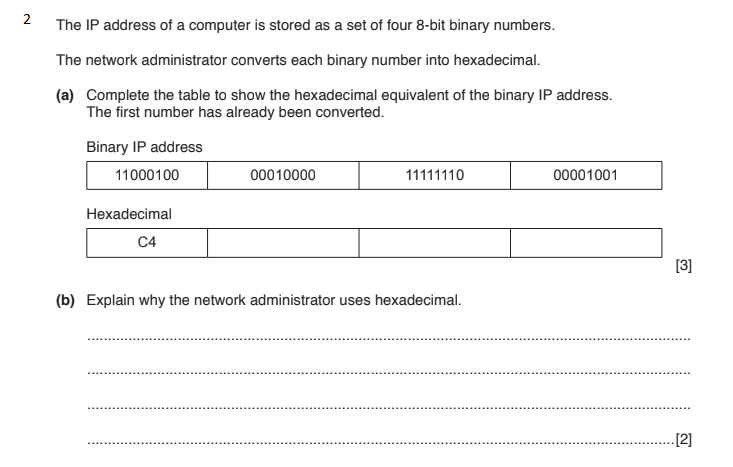 2 The IP address of a computer is stored as a set of four 8-bit binary numbers.
The network administrator converts each binary number into hexadecimal.
(a) Complete the table to show the hexadecimal equivalent of the binary IP address.
The first number has already been converted.
Binary IP address
11000100 00010000 11111110 00001001
Hexadecimal
C4
[3]
(b) Explain why the network administrator uses hexadecimal.
[2]